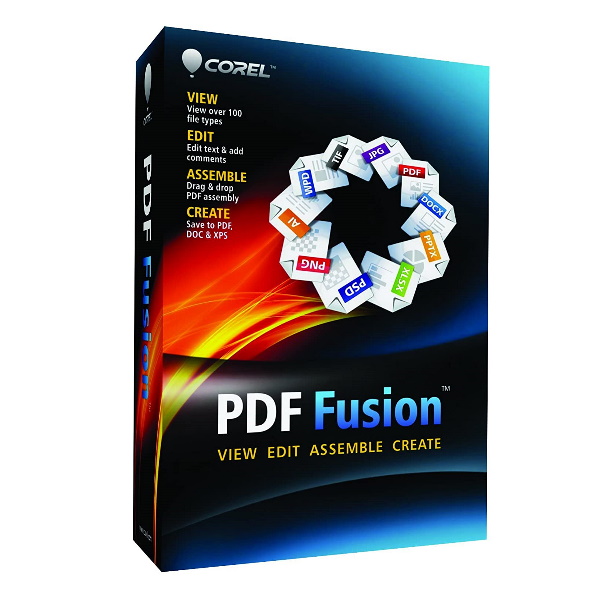 COREL™
VIEW
View over 100
file types
EDIT
Edit text & add
comments
ASSEMBLE
Drag & drop
PDF assembly
CREATE
Save to PDF,
DOC & XPS
TIF
JPG
PDF
DOCX
PPTX
XLSX
PSD
PNG
AI
WPD
PDF Fusion™
VIEW EDIT ASSEMBLE CREATE
COREL
PDF Fusion